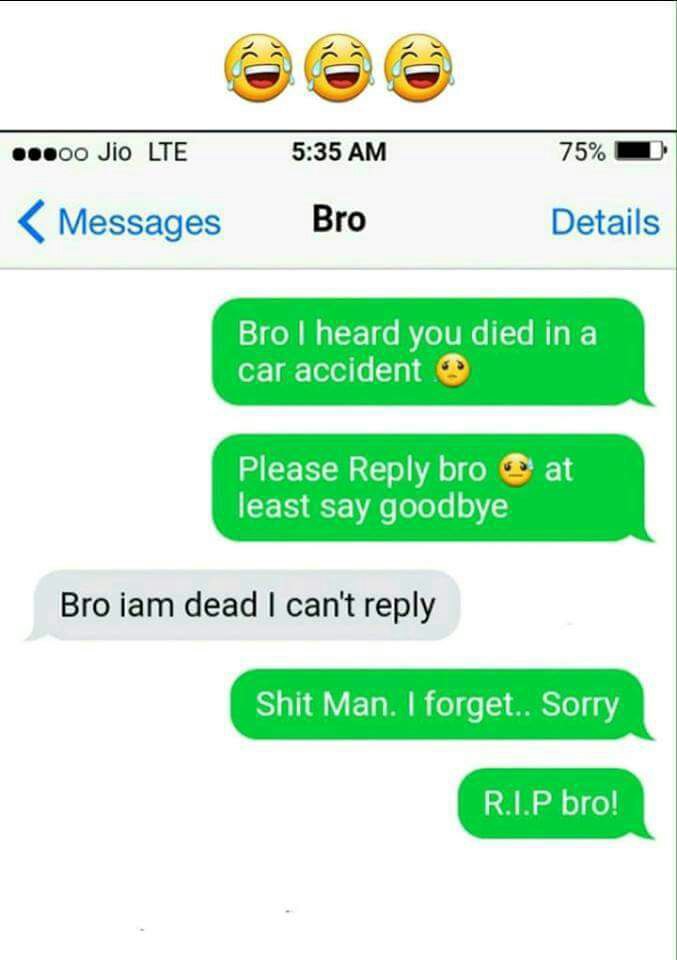 😂😂😂
●●●○○ Jio LTE 5:35 AM 75%
Messages Bro Details
Bro I heard you died in a
car accident 😟
Please Reply bro 😓 at
least say goodbye
Bro iam dead I can't reply
Shit Man. I forget.. Sorry
R.I.P bro!